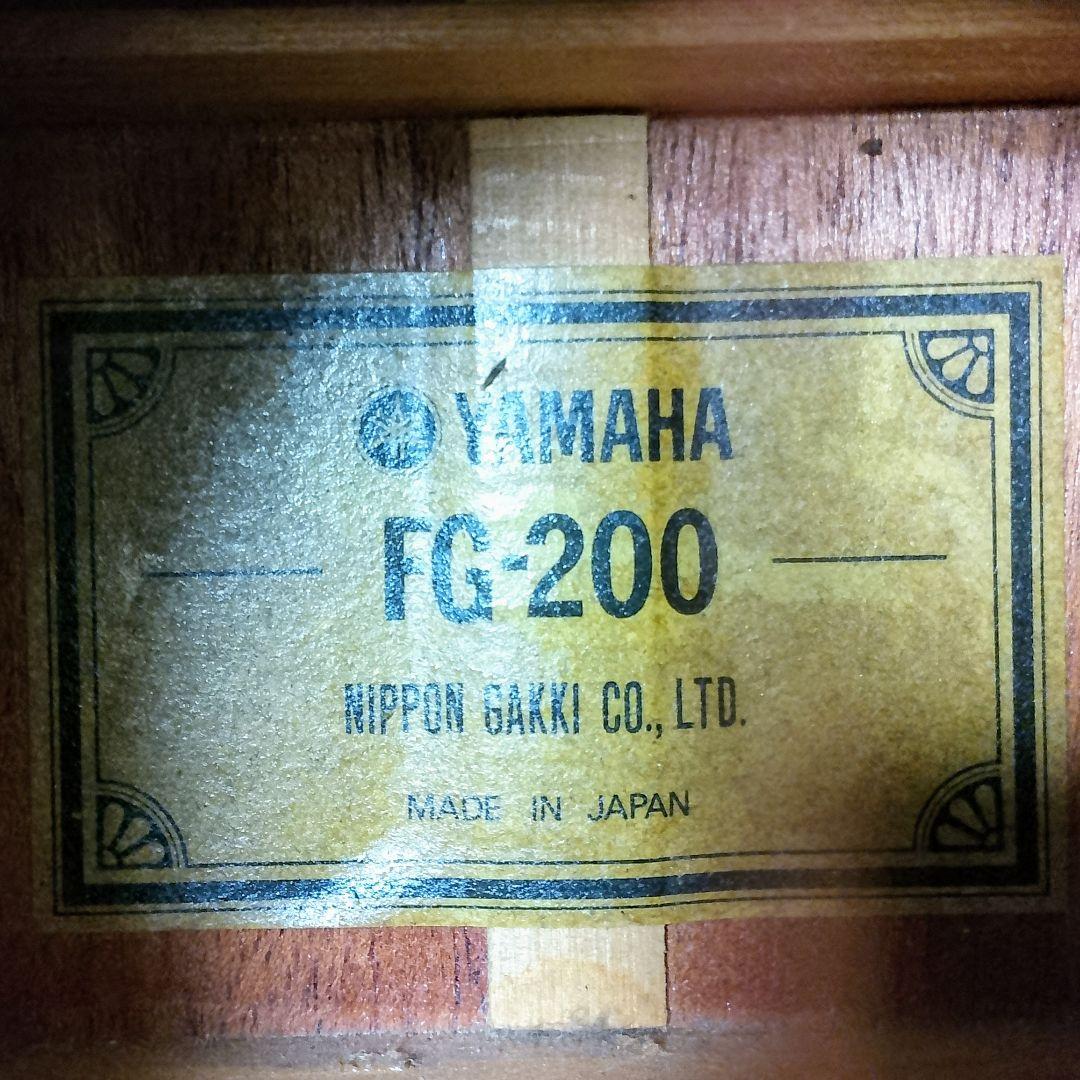 YAMAHA
FG-200
NIPPON GAKKI CO., LTD.
MADE IN JAPAN